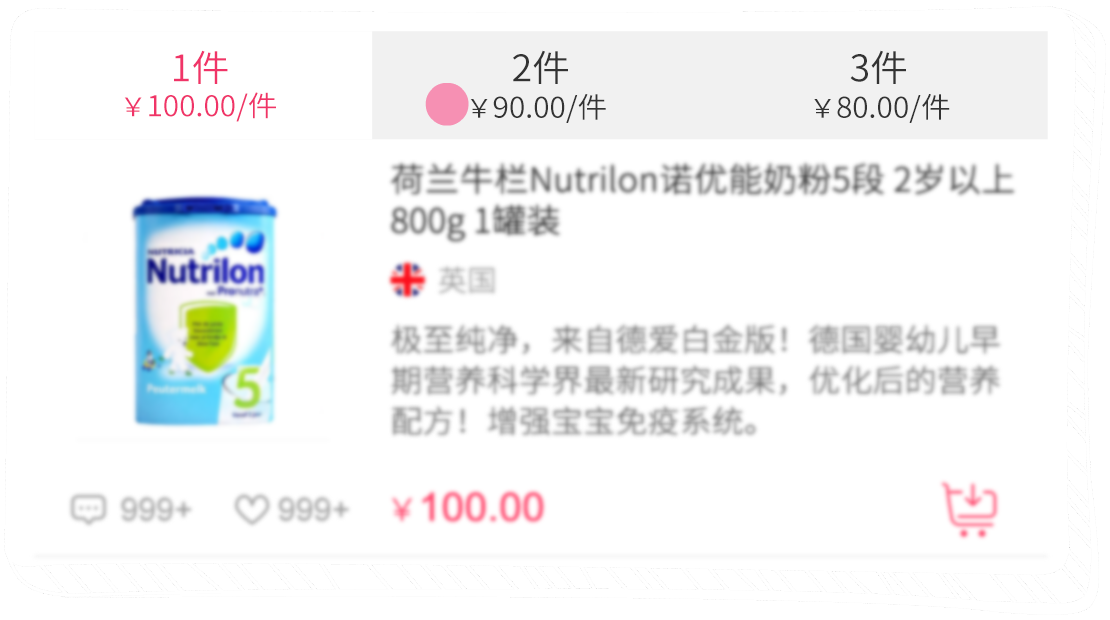 1件
¥100.00/件
2件
¥90.00/件
3件
¥80.00/件
荷兰牛栏Nutrilon诺优能奶粉5段 2岁以上
800g 1罐装
英国
极至纯净，来自德爱白金版！德国婴幼儿早
期营养科学界最新研究成果，优化后的营养
配方！增强宝宝免疫系统。
NUTRICIA
Nutrilon
Pronutra
Peutermelk
5
999+
999+
¥100.00